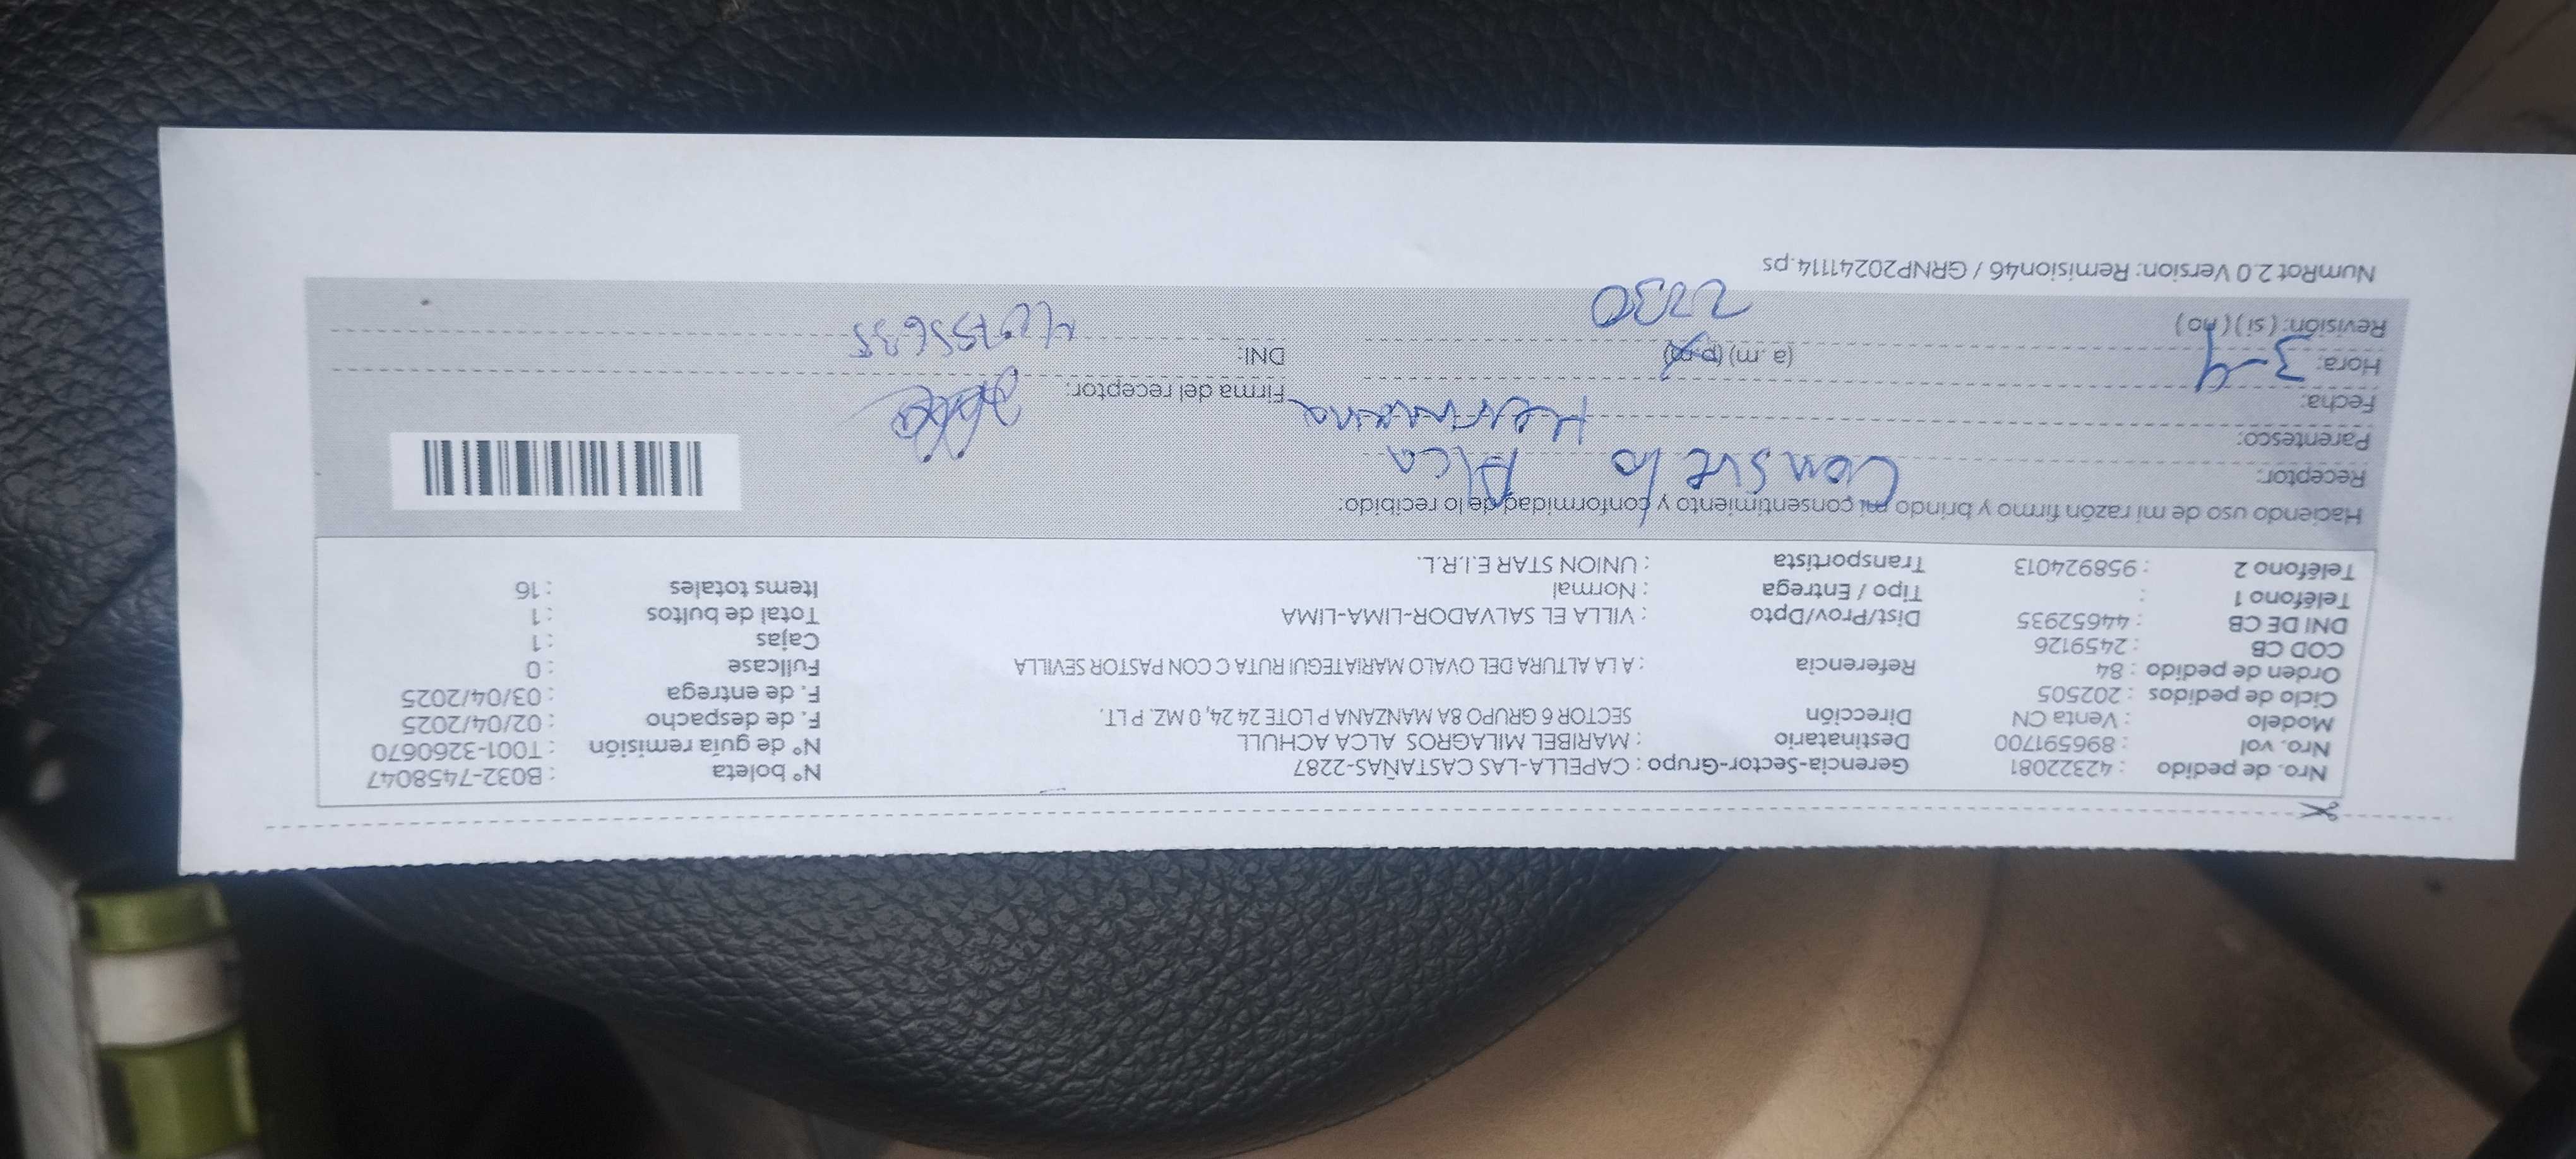 Nro. de pedido : 42322081 Gerencia-Sector-Grupo : CAPELLA-LAS CASTAÑAS-2287 N° boleta : B032-7458047
Nro. vol : 896591700 Destinatario : MARIBEL MILAGROS ALCA ACHULL N° de guía remisión : T001-3260670
Modelo : Venta CN Dirección SECTOR 6 GRUPO 8A MANZANA P LOTE 24 24, 0 MZ. P LT. F. de despacho : 02/04/2025
Ciclo de pedidos : 202505 F. de entrega : 03/04/2025
Orden de pedido : 84 Referencia : A LA ALTURA DEL OVALO MARIATEGUI RUTA C CON PASTOR SEVILLA Fullcase : 0
COD CB : 2459126 Cajas : 1
DNI DE CB : 44652935 Dist/Prov/Dpto : VILLA EL SALVADOR-LIMA-LIMA Total de bultos : 1
Teléfono 1 : Tipo / Entrega : Normal Items totales : 16
Teléfono 2 : 958924013 Transportista : UNION STAR E.I.R.L.
Haciendo uso de mi razón firmo y brindo mi consentimiento y conformidad de lo recibido:
Receptor: Consuelo Alca
Parentesco: Hermana
Fecha: 3-4 Firma del receptor:
Hora: (a. m) (p. m) DNI:
2230
Revisión: ( si ) ( no )
NumRot 2.0 Version: Remision46 / GRNP20241114.ps